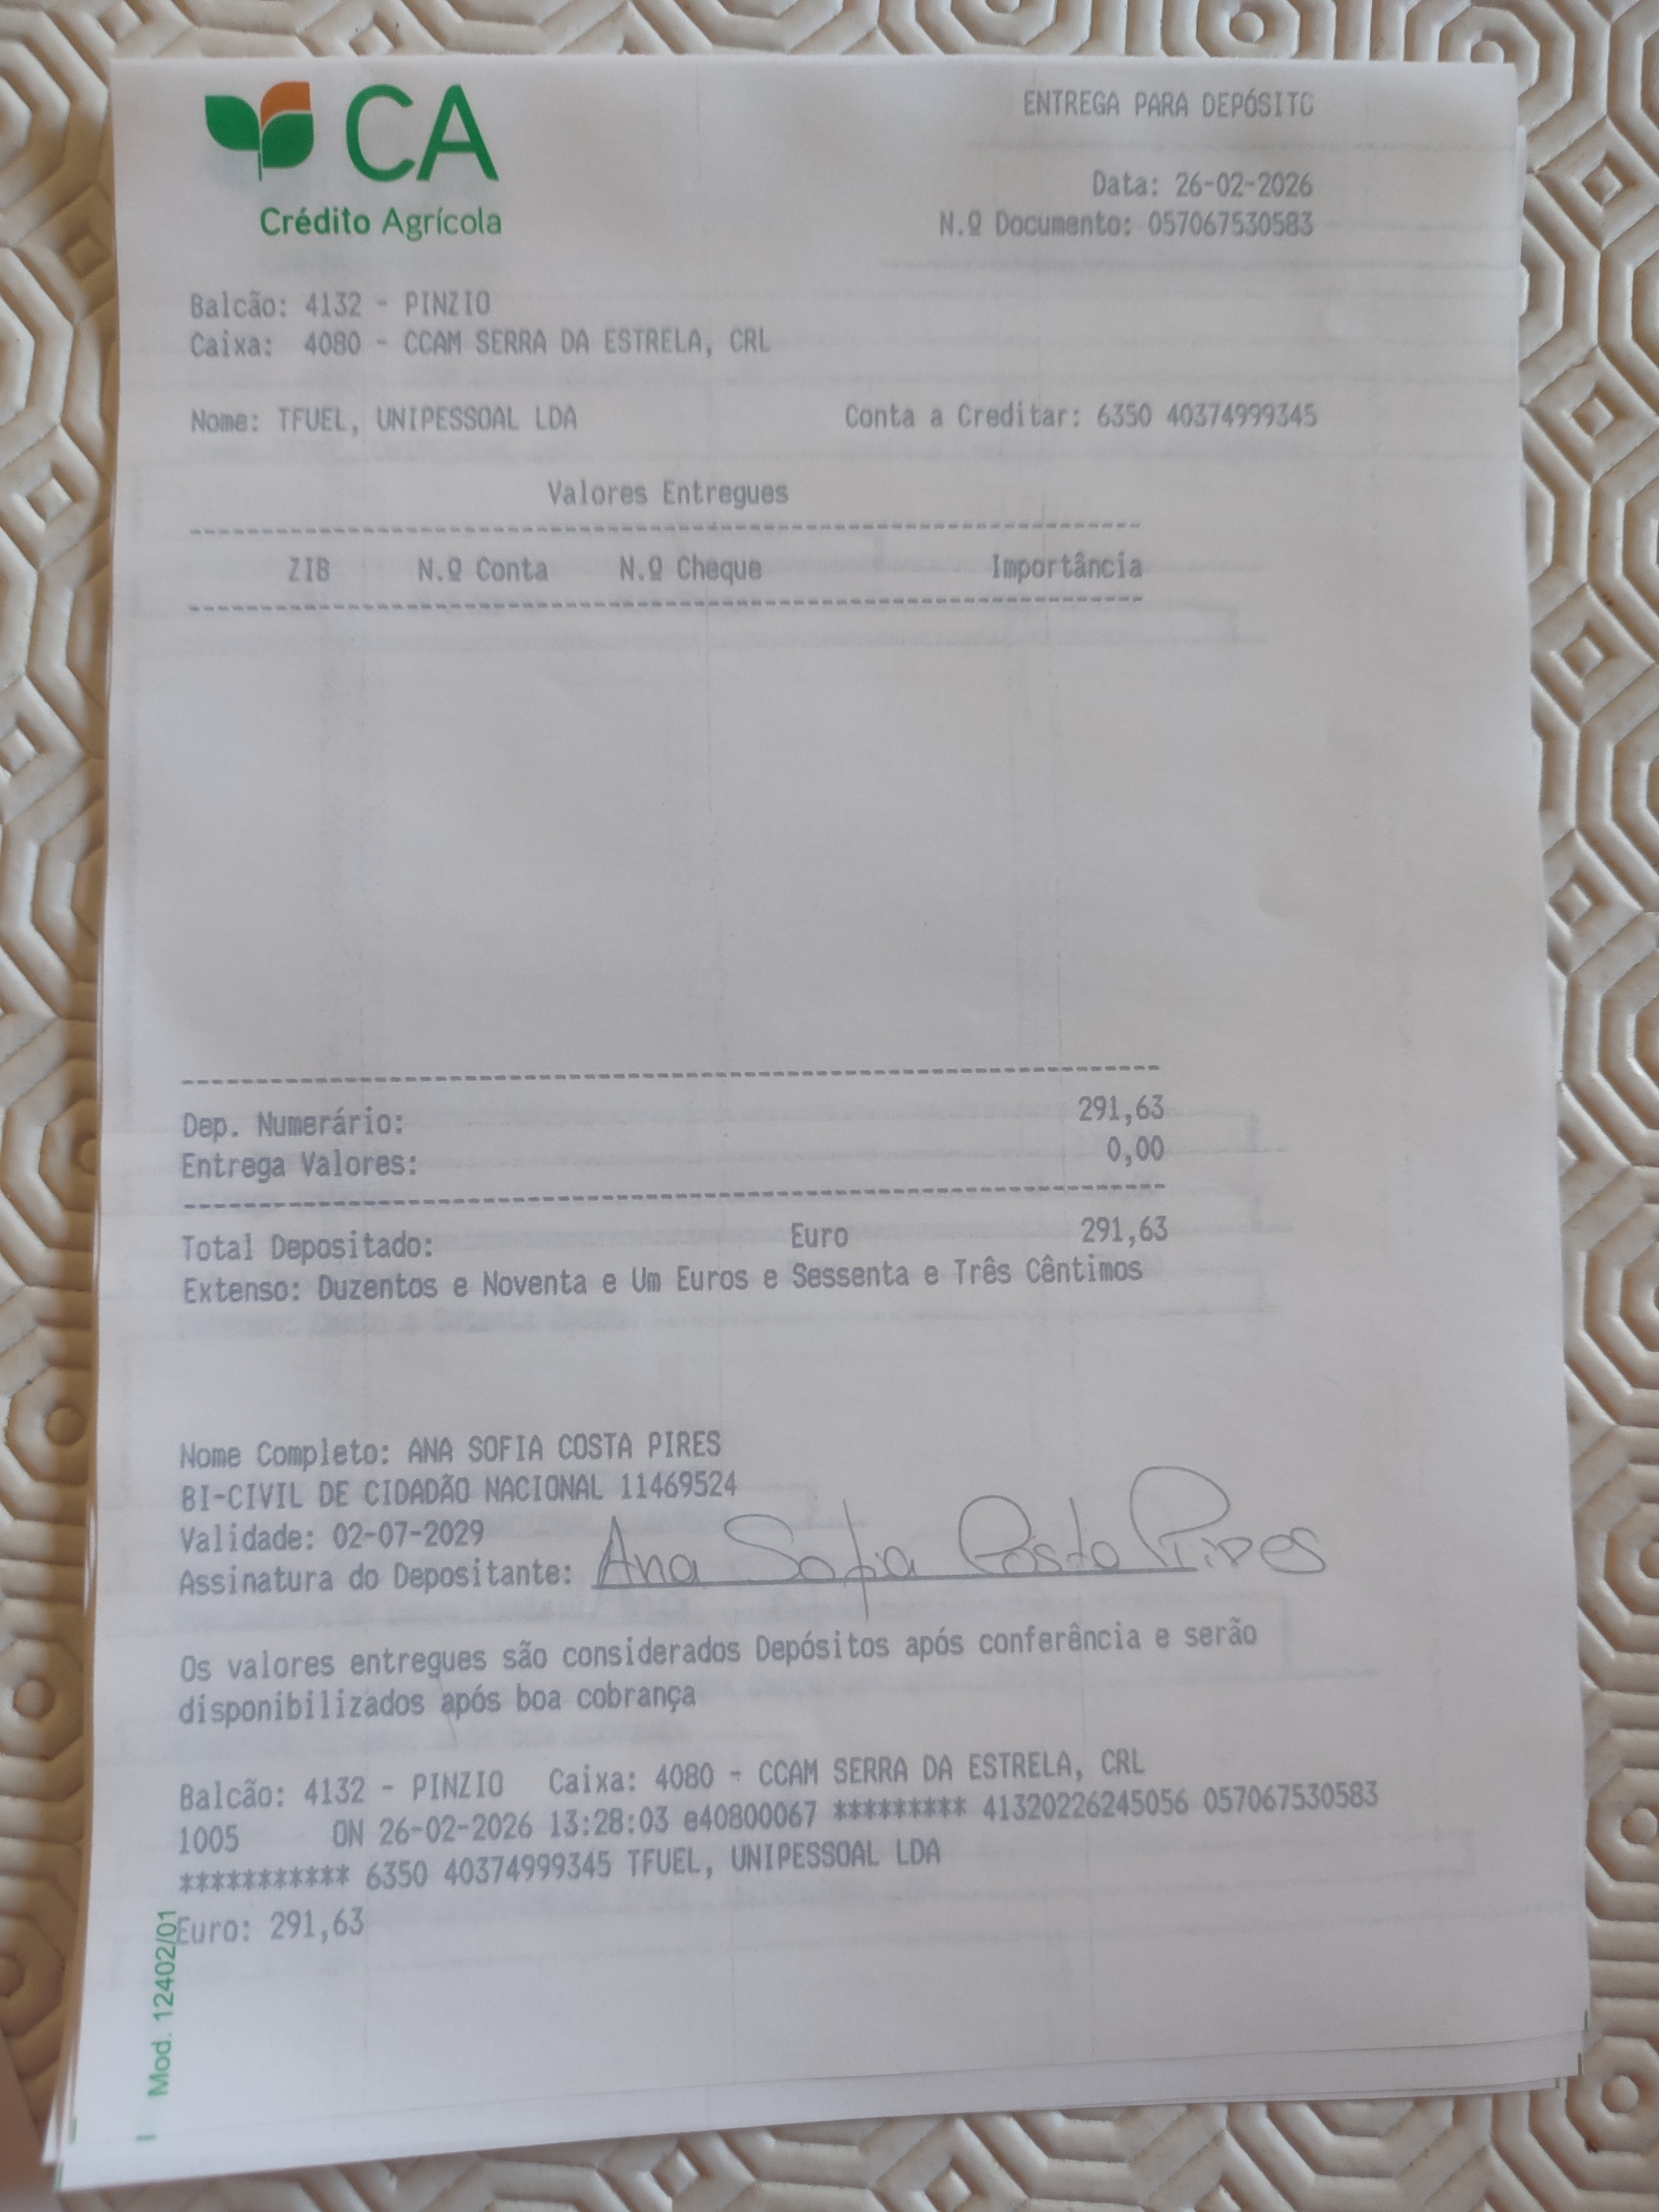 CA
Crédito Agrícola
ENTREGA PARA DEPÓSITO
Data: 26-02-2026
N.º Documento: 057067530583
Balcão: 4132 - PINZIO
Caixa: 4080 - CCAM SERRA DA ESTRELA, CRL
Nome: TFUEL, UNIPESSOAL LDA Conta a Creditar: 6350 40374999345
Valores Entregues
ZIB N.º Conta N.º Cheque Importância
Dep. Numerário: 291,63
Entrega Valores: 0,00
Total Depositado: Euro 291,63
Extenso: Duzentos e Noventa e Um Euros e Sessenta e Três Cêntimos
Nome Completo: ANA SOFIA COSTA PIRES
BI-CIVIL DE CIDADÃO NACIONAL 11469524
Validade: 02-07-2029
Assinatura do Depositante: Ana Sofia Costa Pires
Os valores entregues são considerados Depósitos após conferência e serão
disponibilizados após boa cobrança
Balcão: 4132 - PINZIO Caixa: 4080 - CCAM SERRA DA ESTRELA, CRL
1005 ON 26-02-2026 13:28:03 e40800067 ********* 41320226245056 057067530583
*********** 6350 40374999345 TFUEL, UNIPESSOAL LDA
Euro: 291,63
Mod. 12402/01